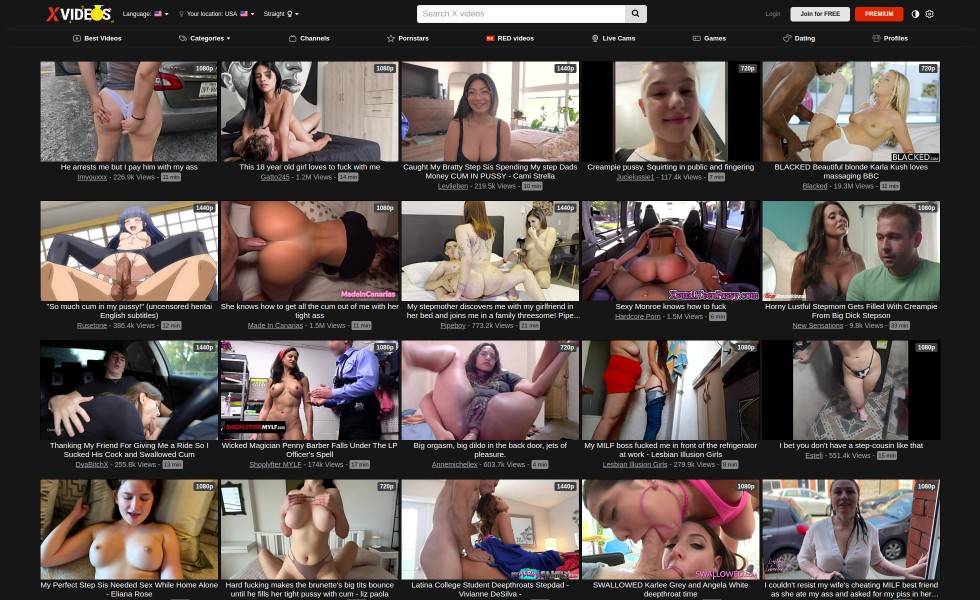 XVIDEOS
Language:
Your location: USA
Straight
Search X videos
Login
Join for FREE
PREMIUM
Best Videos
Categories
Channels
Pornstars
RED videos
Live Cams
Games
Dating
Profiles
1080p
1080p
1440p
720p
720p
BLACKED.COM
He arrests me but I pay him with my ass
Imvouxxx - 226.9k Views - 11 min
This 18 year old girl loves to fuck with me
Gatto245 - 1.2M Views - 14 min
Caught My Bratty Step Sis Spending My step Dads
Money CUM IN PUSSY - Cami Strella
Levlieben - 219.5k Views - 10 min
Creampie pussy. Squirting in public and fingering
Jucielussie1 - 117.4k Views - 7 min
BLACKED Beautiful blonde Karla Kush loves
massaging BBC
Blacked - 19.3M Views - 11 min
1440p
1080p
1440p
1080p
MadeInCanarias
"So much cum in my pussy!" (uncensored hentai
English subtitles)
Rusetone - 386.4k Views - 12 min
She knows how to get all the cum out of me with her
tight ass
Made In Canarias - 1.5M Views - 11 min
My stepmother discovers me with my girlfriend in
her bed and joins me in a family threesome! Pipe...
Pipeboy - 773.2k Views - 21 min
Sexy Monroe knows how to fuck
Hardcore Porn - 1.5M Views - 6 min
Horny Lustful Stepmom Gets Filled With Creampie
From Big Dick Stepson
New Sensations - 9.8k Views - 33 min
1440p
1080p
720p
1080p
1080p
SHOPLYFTERMYLF.COM
Thanking My Friend For Giving Me a Ride So I
Sucked His Cock and Swallowed Cum
DvaBitchX - 255.8k Views - 13 min
Wicked Magician Penny Barber Falls Under The LP
Officer's Spell
Shoplyfter MYLF - 174k Views - 17 min
Big orgasm, big dildo in the back door, jets of
pleasure.
Annemichellex - 603.7k Views - 4 min
My MILF boss fucked me in front of the refrigerator
at work - Lesbian Illusion Girls
Lesbian Illusion Girls - 279.9k Views - 8 min
I bet you don't have a step-cousin like that
Estefi - 551.4k Views - 15 min
1080p
720p
1440p
1080p
1080p
My Perfect Step Sis Needed Sex While Home Alone
- Eliana Rose
Hard fucking makes the brunette's big tits bounce
until he fills her tight pussy with cum - liz paola
Latina College Student Deepthroats Stepdad -
Vivianne DeSilva -
SWALLOWED Karlee Grey and Angela White
deepthroat time
I couldn't resist my wife's cheating MILF best friend
as she ate my ass and asked for my piss in her...